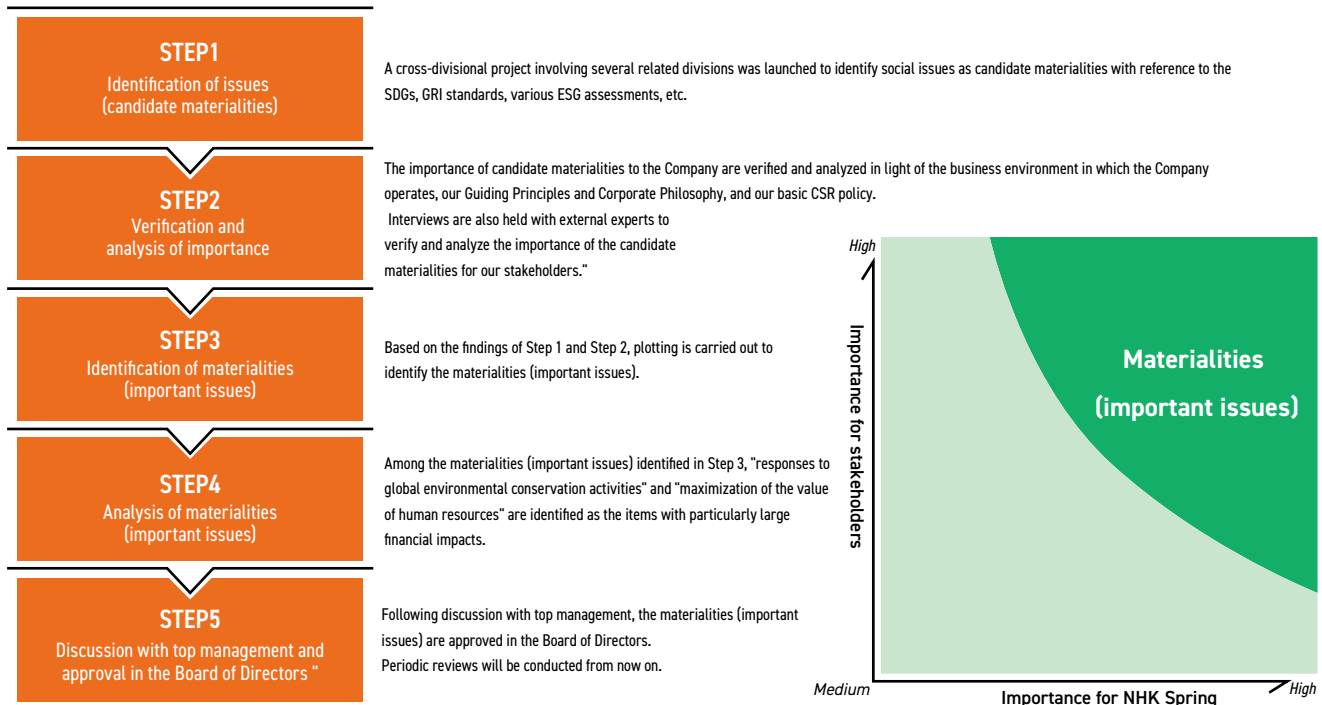 STEP1
Identification of issues
(candidate materialities)
A cross-divisional project involving several related divisions was launched to identify social issues as candidate materialities with reference to the
SDGs, GRI standards, various ESG assessments, etc.
STEP2
Verification and
analysis of importance
The importance of candidate materialities to the Company are verified and analyzed in light of the business environment in which the Company
operates, our Guiding Principles and Corporate Philosophy, and our basic CSR policy.
Interviews are also held with external experts to
verify and analyze the importance of the candidate
materialities for our stakeholders."
STEP3
Identification of materialities
(important issues)
Based on the findings of Step 1 and Step 2, plotting is carried out to
identify the materialities (important issues).
STEP4
Analysis of materialities
(important issues)
Among the materialities (important issues) identified in Step 3, "responses to
global environmental conservation activities" and "maximization of the value
of human resources" are identified as the items with particularly large
financial impacts.
STEP5
Discussion with top management and
approval in the Board of Directors "
Following discussion with top management, the materialities (important
issues) are approved in the Board of Directors.
Periodic reviews will be conducted from now on.
High
Importance for
stakeholders
Materialities
(important issues)
Medium
Importance for NHK Spring
High